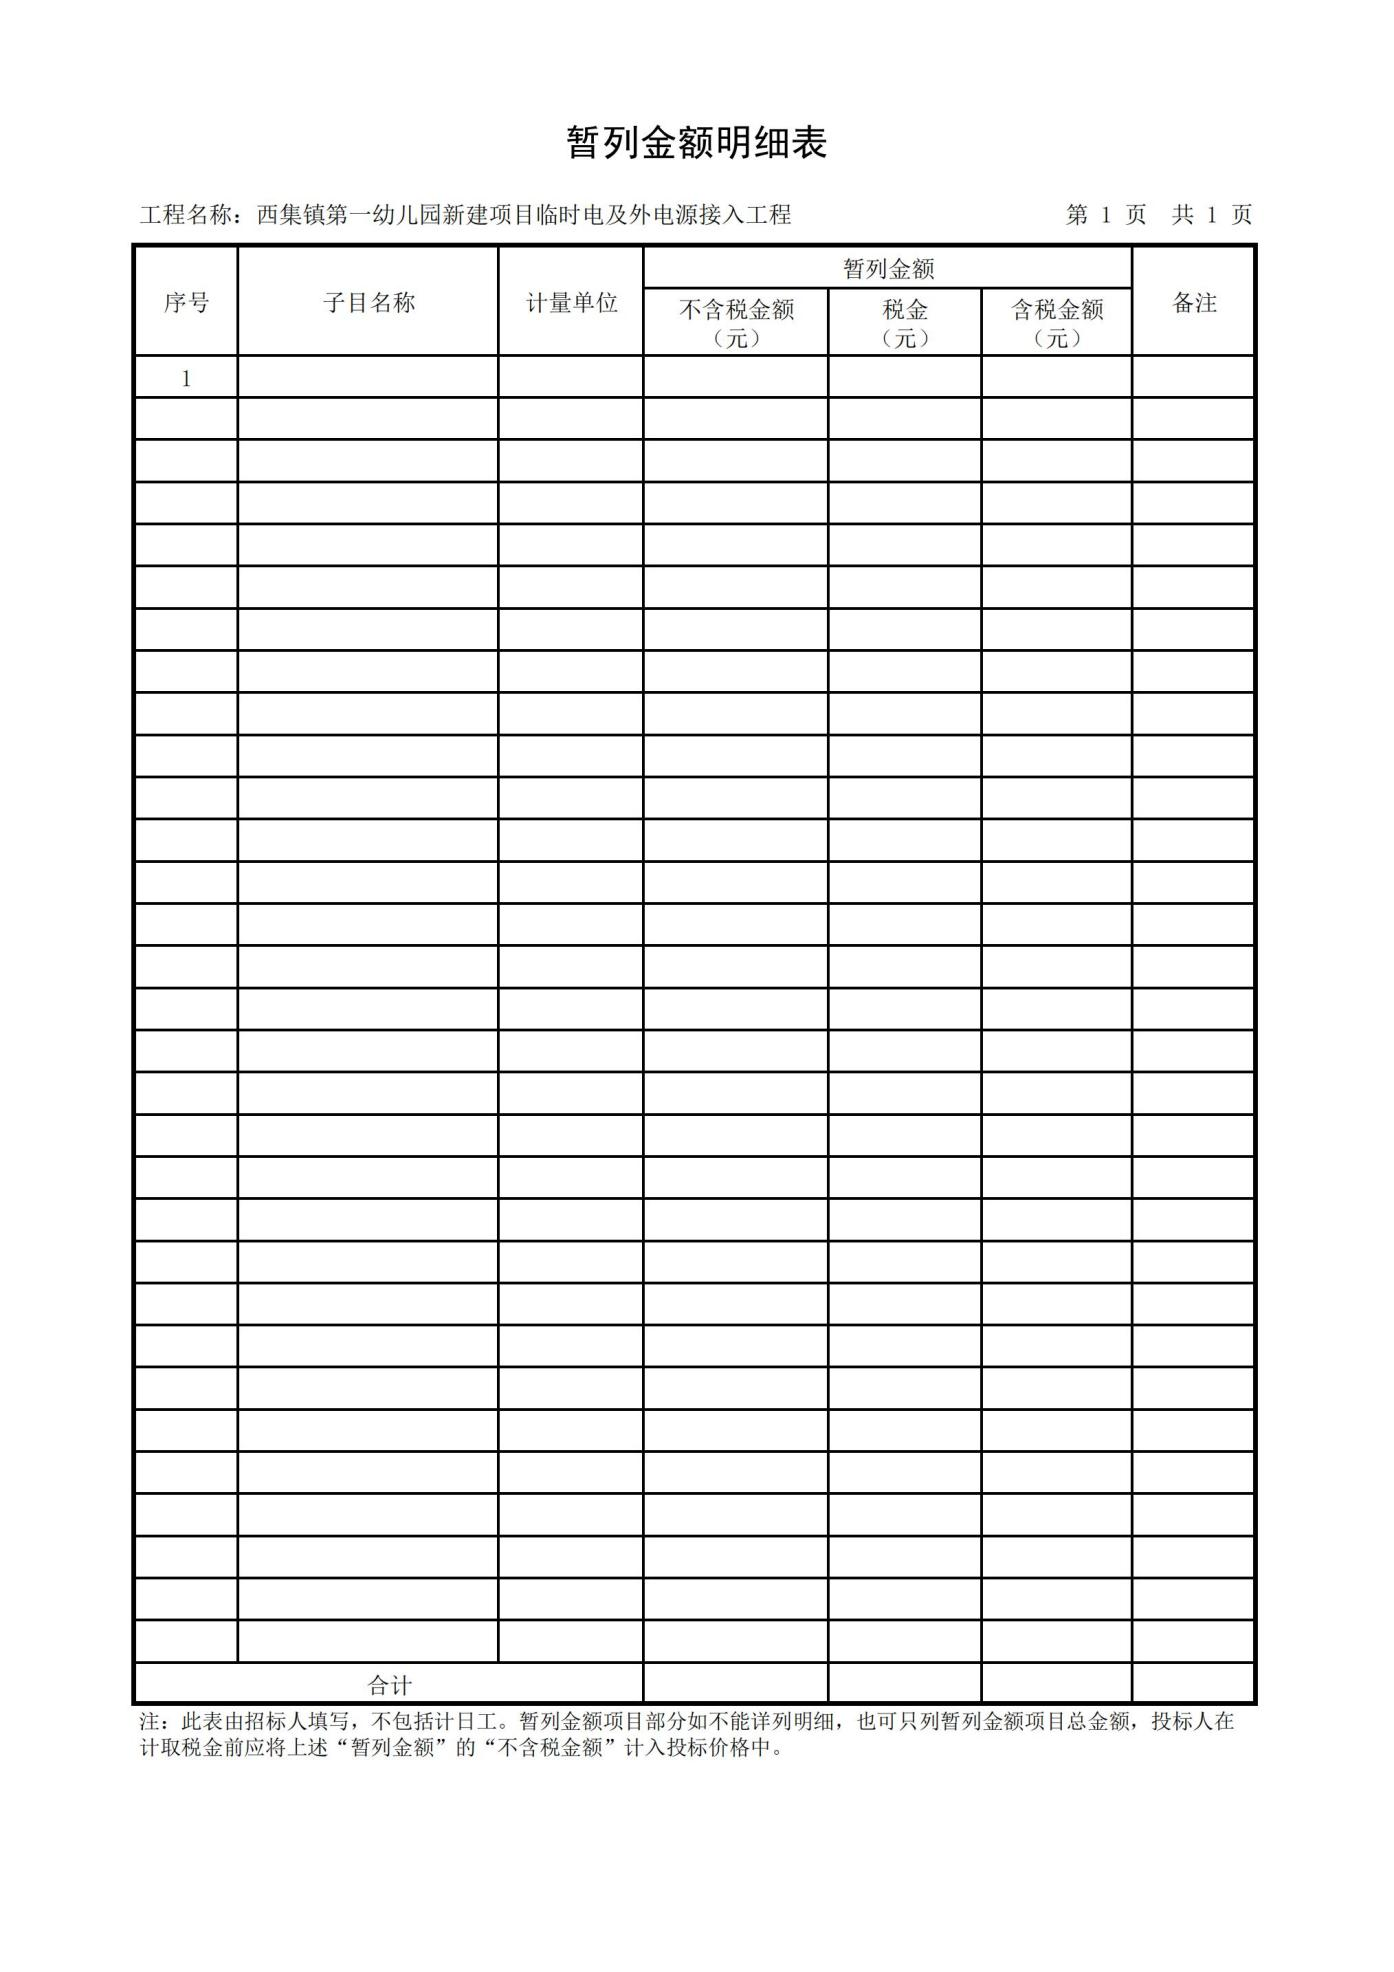 暂列金额明细表
工程名称：西集镇第一幼儿园新建项目临时电及外电源接入工程 第 1 页 共 1 页
序号 子目名称 计量单位 暂列金额 备注
不含税金额（元） 税金（元） 含税金额（元）
1
合计
注：此表由招标人填写，不包括计日工。暂列金额项目部分如不能详列明细，也可只列暂列金额项目总金额，投标人在
计取税金前应将上述“暂列金额”的“不含税金额”计入投标价格中。